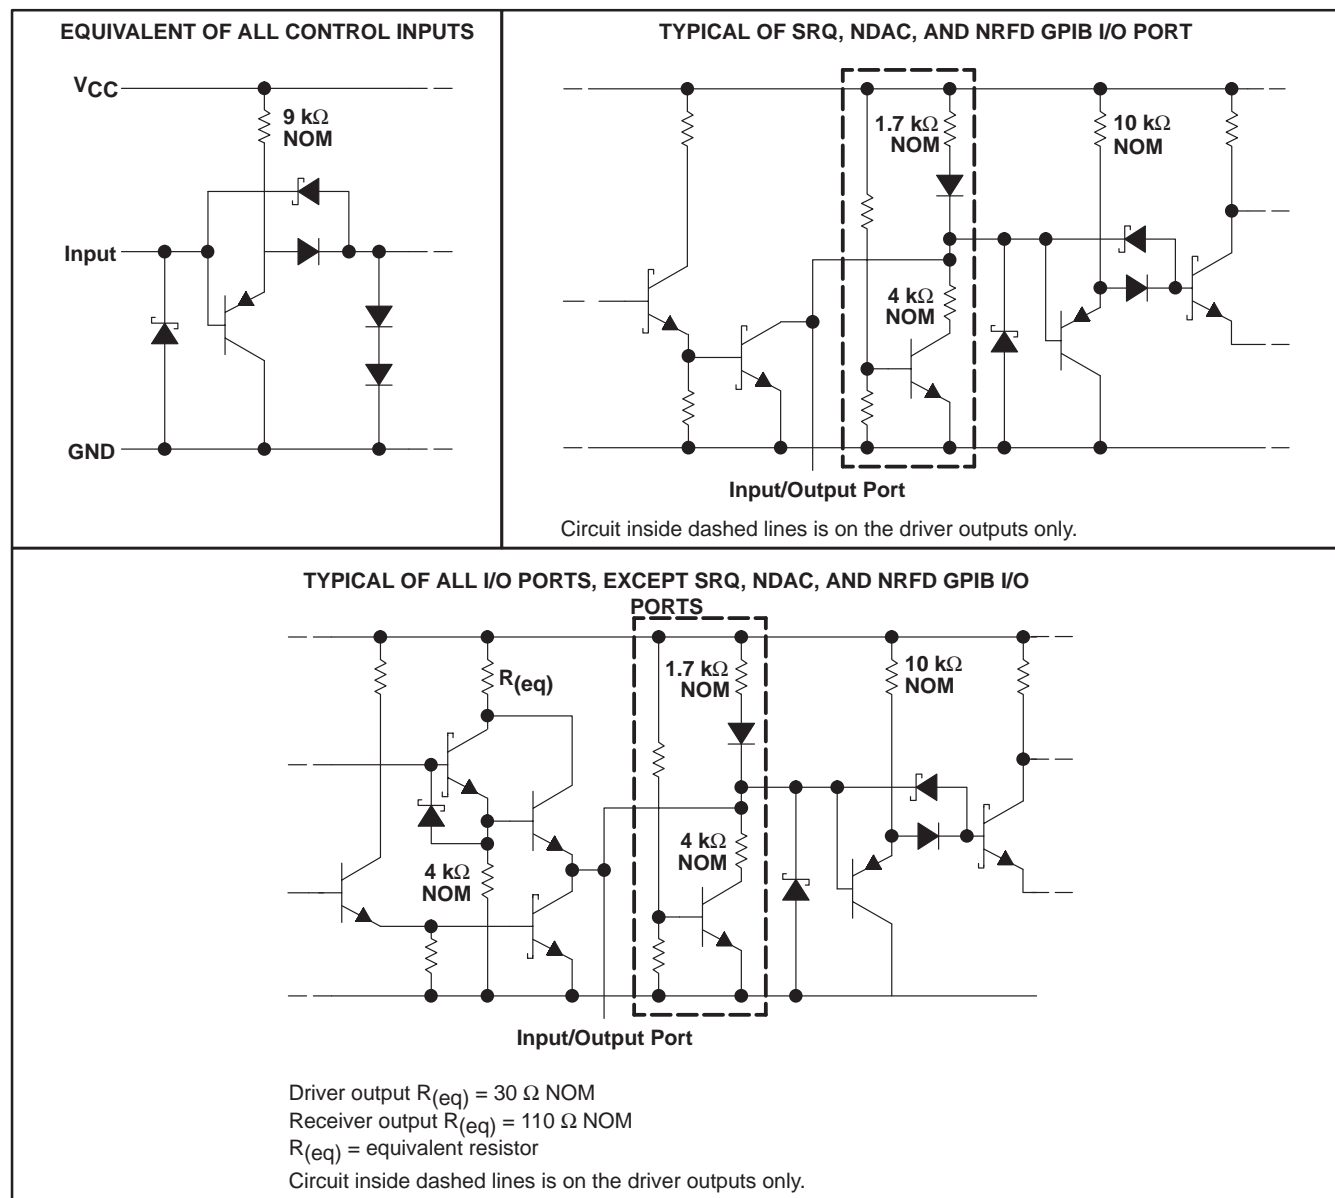 EQUIVALENT OF ALL CONTROL INPUTS
VCC
9 kΩ
NOM
Input
GND
TYPICAL OF SRQ, NDAC, AND NRFD GPIB I/O PORT
1.7 kΩ
NOM
10 kΩ
NOM
4 kΩ
NOM
Input/Output Port
Circuit inside dashed lines is on the driver outputs only.
TYPICAL OF ALL I/O PORTS, EXCEPT SRQ, NDAC, AND NRFD GPIB I/O
PORTS
R(eq)
1.7 kΩ
NOM
10 kΩ
NOM
4 kΩ
NOM
4 kΩ
NOM
Input/Output Port
Driver output R(eq) = 30 Ω NOM
Receiver output R(eq) = 110 Ω NOM
R(eq) = equivalent resistor
Circuit inside dashed lines is on the driver outputs only.